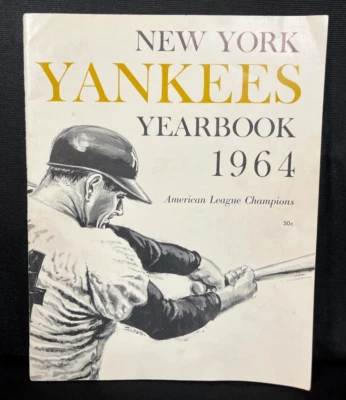 NEW YORK
YANKEES
YEARBOOK
1964
American League Champions
50¢